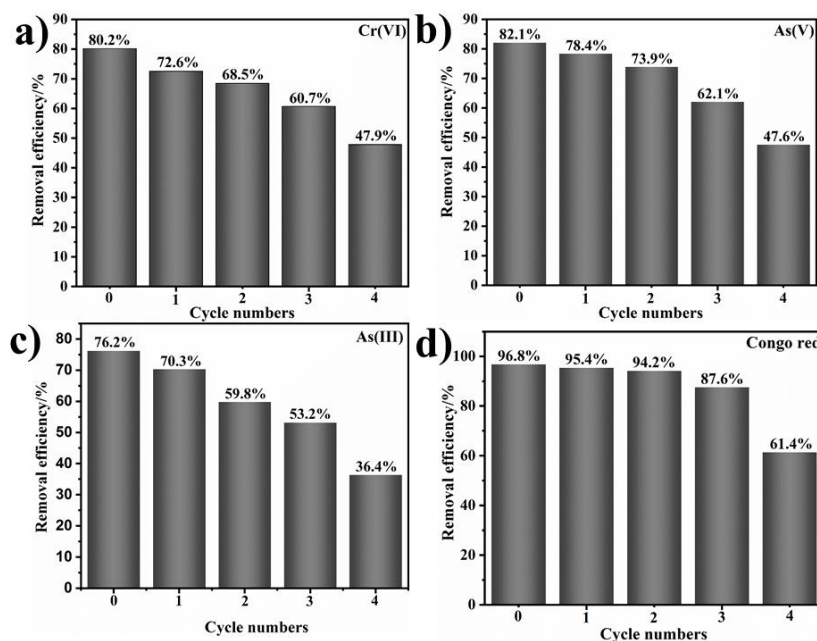 a)
Cr(VI)
Removal efficiency/%
90
80
70
60
50
40
30
20
10
0
80.2%
72.6%
68.5%
60.7%
47.9%
0 1 2 3 4
Cycle numbers
b)
As(V)
Removal efficiency/%
90
80
70
60
50
40
30
20
10
0
82.1%
78.4%
73.9%
62.1%
47.6%
0 1 2 3 4
Cycle numbers
c)
As(III)
Removal efficiency/%
80
70
60
50
40
30
20
10
0
76.2%
70.3%
59.8%
53.2%
36.4%
0 1 2 3 4
Cycle numbers
d)
Congo red
Removal efficiency/%
100
80
60
40
20
0
96.8%
95.4%
94.2%
87.6%
61.4%
0 1 2 3 4
Cycle numbers